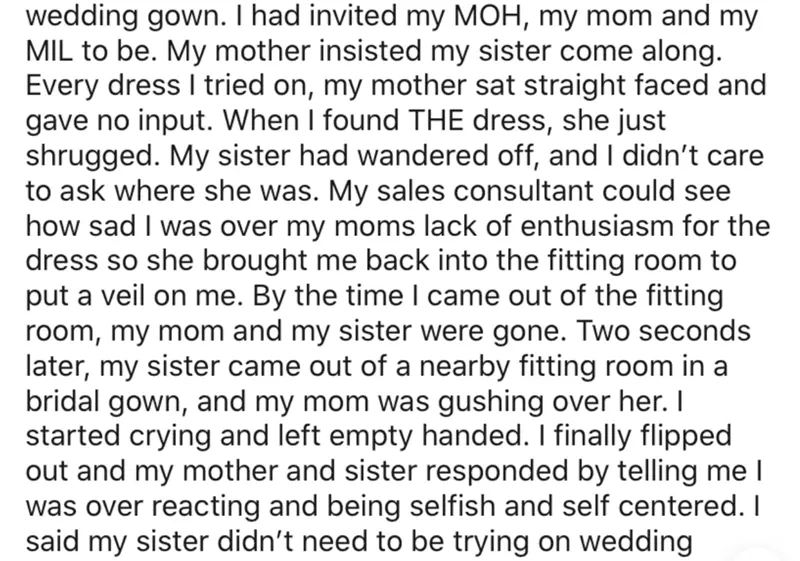 wedding gown. I had invited my MOH, my mom and my
MIL to be. My mother insisted my sister come along.
Every dress I tried on, my mother sat straight faced and
gave no input. When I found THE dress, she just
shrugged. My sister had wandered off, and I didn’t care
to ask where she was. My sales consultant could see
how sad I was over my moms lack of enthusiasm for the
dress so she brought me back into the fitting room to
put a veil on me. By the time I came out of the fitting
room, my mom and my sister were gone. Two seconds
later, my sister came out of a nearby fitting room in a
bridal gown, and my mom was gushing over her. I
started crying and left empty handed. I finally flipped
out and my mother and sister responded by telling me I
was over reacting and being selfish and self centered. I
said my sister didn’t need to be trying on wedding